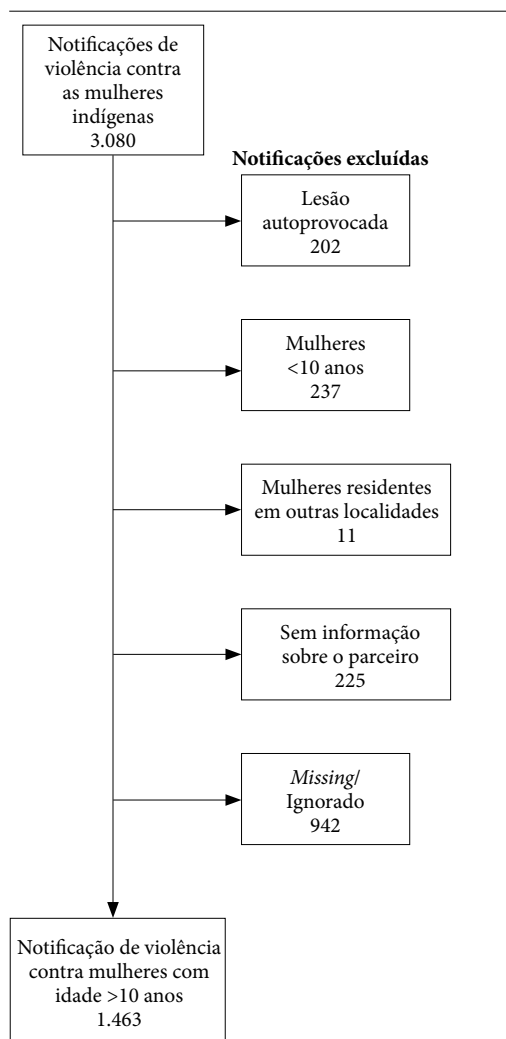 Notificações de
violência contra
as mulheres
indígenas
3.080
Notificações excluídas
Lesão
autoprovocada
202
Mulheres
<10 anos
237
Mulheres residentes
em outras localidades
11
Sem informação
sobre o parceiro
225
Missing/
Ignorado
942
Notificação de violência
contra mulheres com
idade >10 anos
1.463